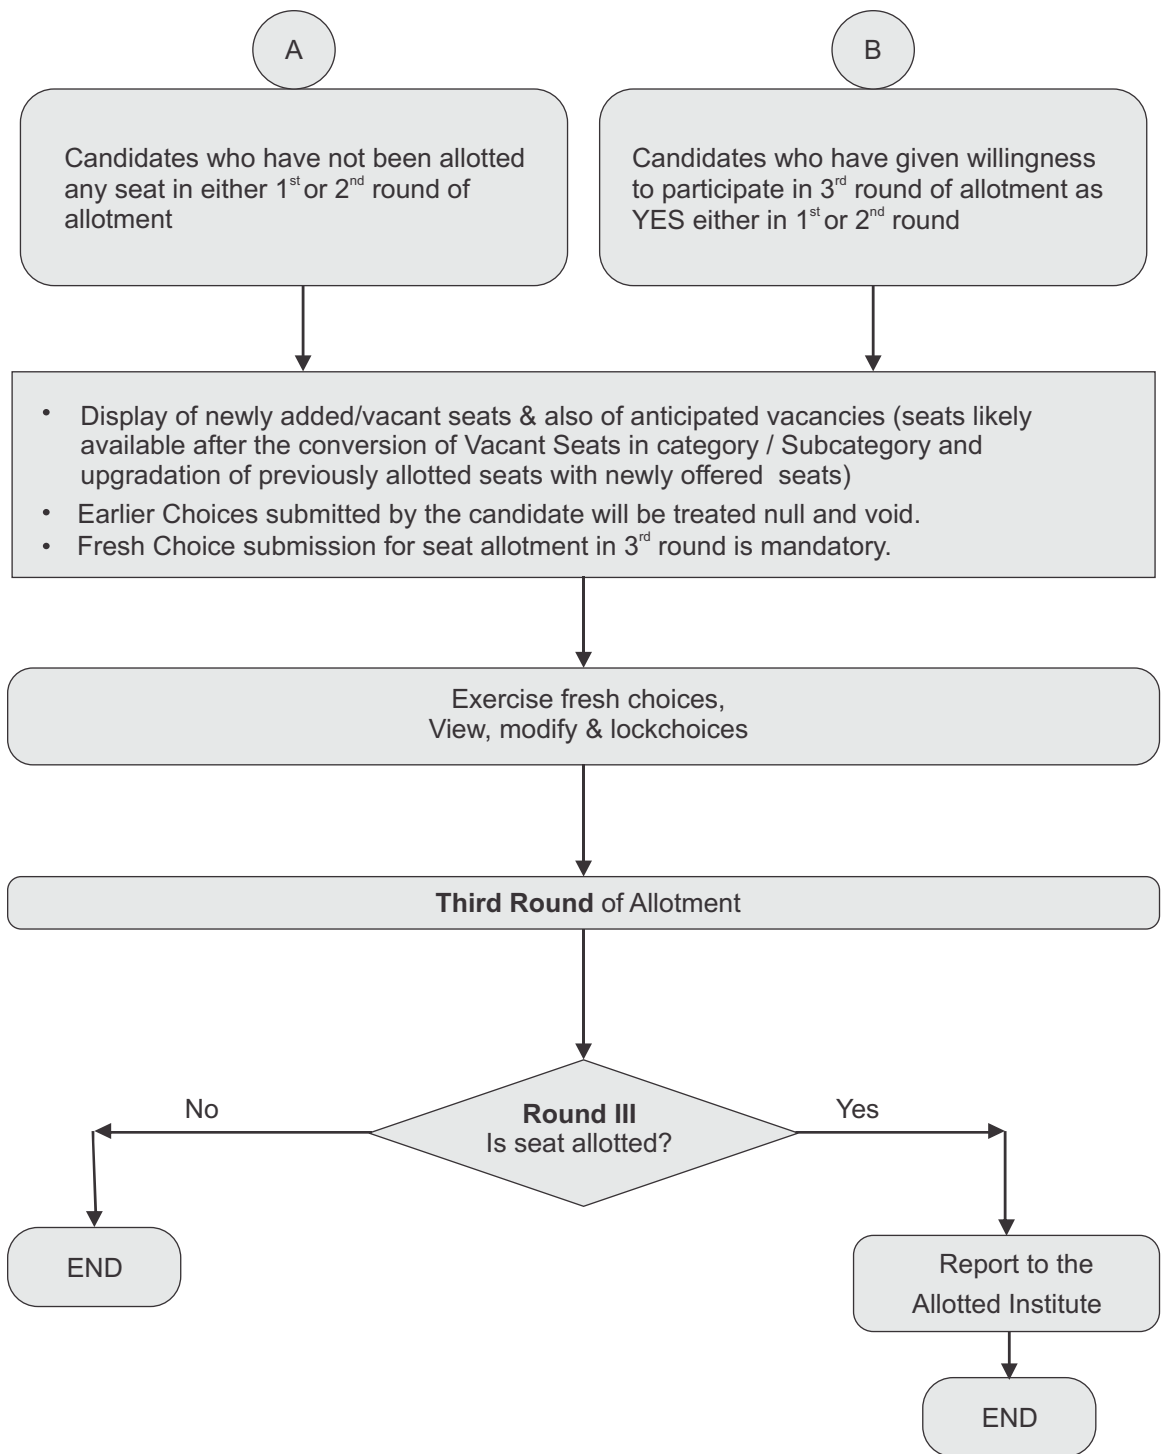 A
B
Candidates who have not been allotted
any seat in either 1st or 2nd round of
allotment
Candidates who have given willingness
to participate in 3rd round of allotment as
YES either in 1st or 2nd round
• Display of newly added/vacant seats & also of anticipated vacancies (seats likely
available after the conversion of Vacant Seats in category / Subcategory and
upgradation of previously allotted seats with newly offered seats)
• Earlier Choices submitted by the candidate will be treated null and void.
• Fresh Choice submission for seat allotment in 3rd round is mandatory.
Exercise fresh choices,
View, modify & lockchoices
Third Round of Allotment
No
Round III
Is seat allotted?
Yes
END
Report to the
Allotted Institute
END